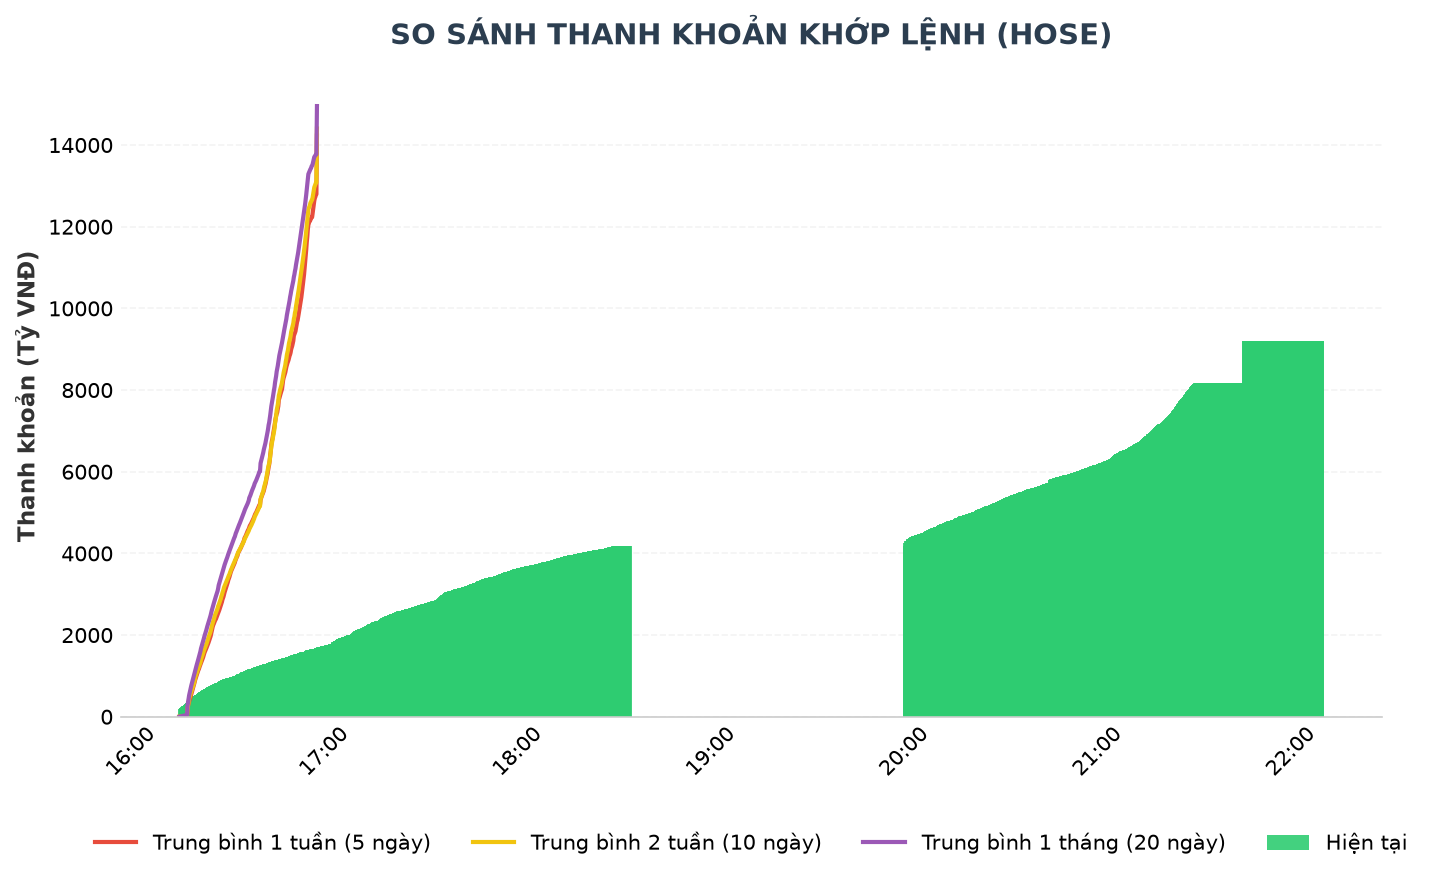 SO SÁNH THANH KHOẢN KHỚP LỆNH (HOSE)
Thanh khoản (Tỷ VNĐ)
14000
12000
10000
8000
6000
4000
2000
0
16:00 17:00 18:00 19:00 20:00 21:00 22:00
Trung bình 1 tuần (5 ngày) Trung bình 2 tuần (10 ngày) Trung bình 1 tháng (20 ngày) Hiện tại